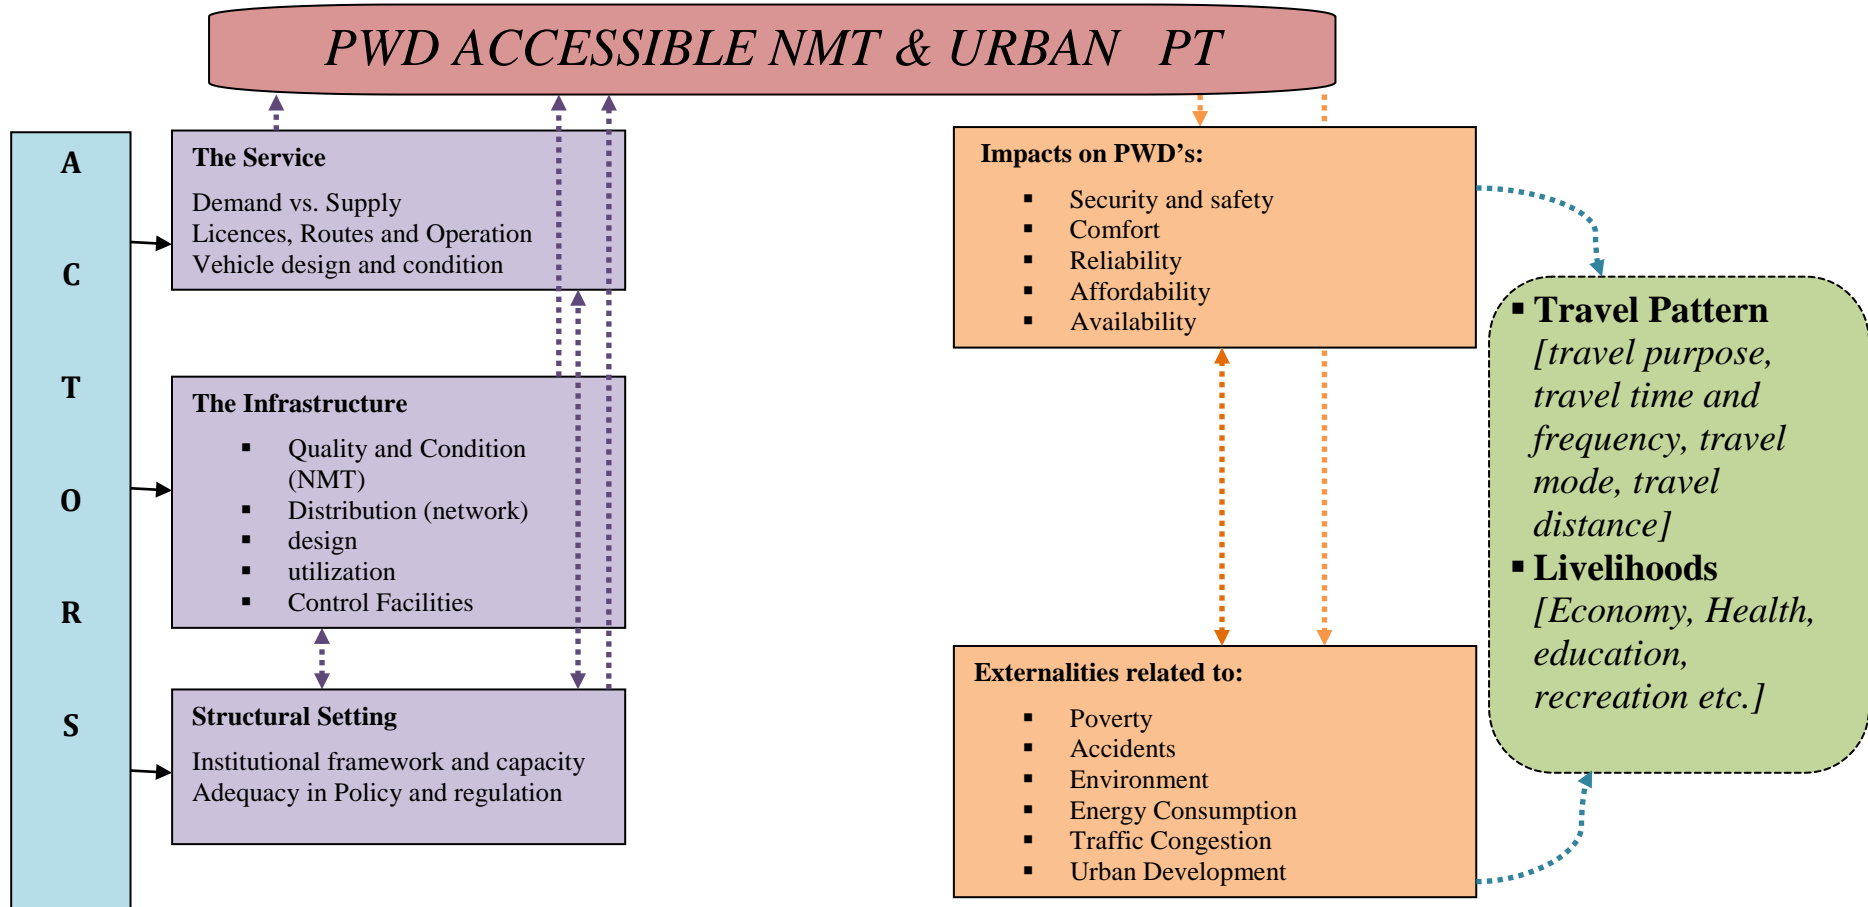 PWD ACCESSIBLE NMT & URBAN PT
A
C
T
O
R
S
The Service
Demand vs. Supply
Licences, Routes and Operation
Vehicle design and condition
The Infrastructure
▪ Quality and Condition
(NMT)
▪ Distribution (network)
▪ design
▪ utilization
▪ Control Facilities
Structural Setting
Institutional framework and capacity
Adequacy in Policy and regulation
Impacts on PWD's:
▪ Security and safety
▪ Comfort
▪ Reliability
▪ Affordability
▪ Availability
Externalities related to:
▪ Poverty
▪ Accidents
▪ Environment
▪ Energy Consumption
▪ Traffic Congestion
▪ Urban Development
▪ Travel Pattern
[travel purpose,
travel time and
frequency, travel
mode, travel
distance]
▪ Livelihoods
[Economy, Health,
education,
recreation etc.]